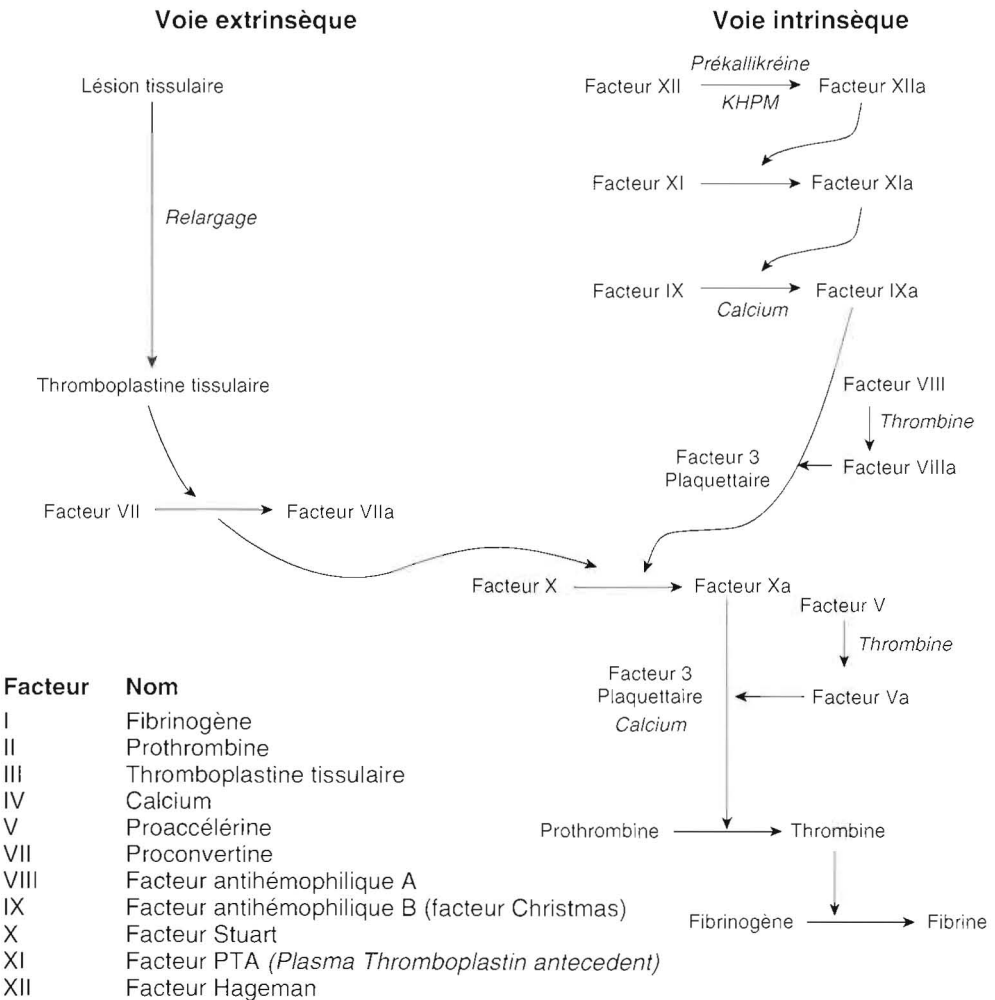 Voie extrinsèque
Voie intrinsèque
Lésion tissulaire
Relargage
Thromboplastine tissulaire
Facteur VII
Facteur VIIa
Prékallikréine
Facteur XII
KHPM
Facteur XIIa
Facteur XI
Facteur XIa
Facteur IX
Calcium
Facteur IXa
Facteur VIII
Thrombine
Facteur VIIIa
Facteur 3
Plaquettaire
Facteur X
Facteur Xa
Facteur V
Thrombine
Facteur Va
Facteur 3
Plaquettaire
Calcium
Prothrombine
Thrombine
Fibrinogène
Fibrine
Facteur Nom
I Fibrinogène
II Prothrombine
III Thromboplastine tissulaire
IV Calcium
V Proaccélérine
VII Proconvertine
VIII Facteur antihémophilique A
IX Facteur antihémophilique B (facteur Christmas)
X Facteur Stuart
XI Facteur PTA (Plasma Thromboplastin antecedent)
XII Facteur Hageman